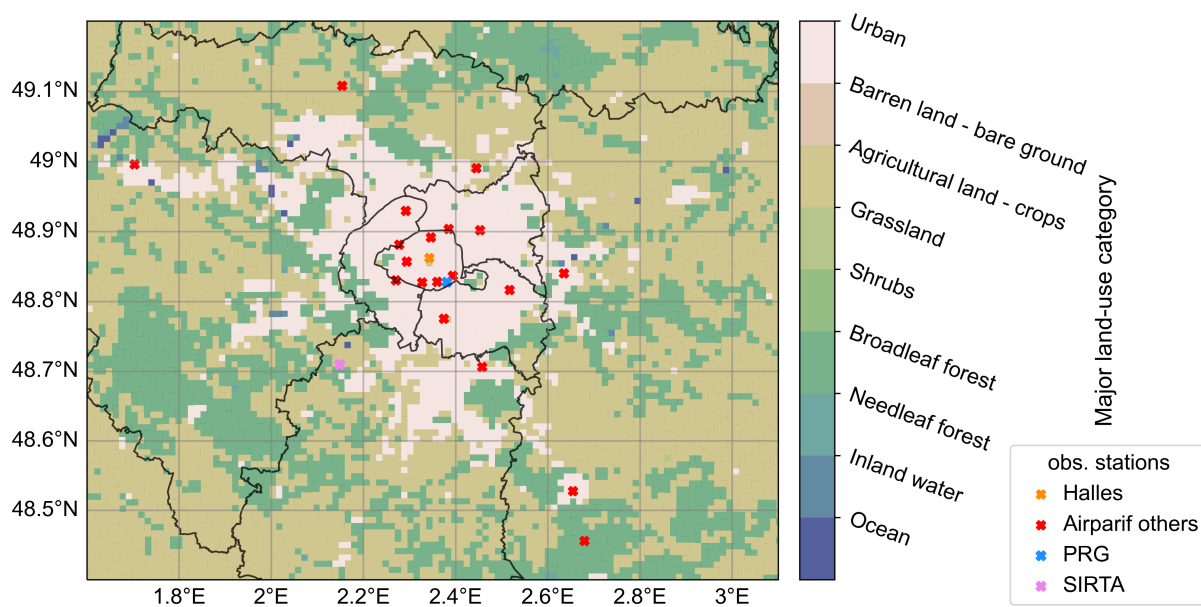 49.1°N
49°N
48.9°N
48.8°N
48.7°N
48.6°N
48.5°N
1.8°E
2°E
2.2°E
2.4°E
2.6°E
2.8°E
3°E
Urban
Barren land - bare ground
Agricultural land - crops
Grassland
Shrubs
Broadleaf forest
Needleaf forest
Inland water
Ocean
Major land-use category
obs. stations
Halles
Airparif others
PRG
SIRTA